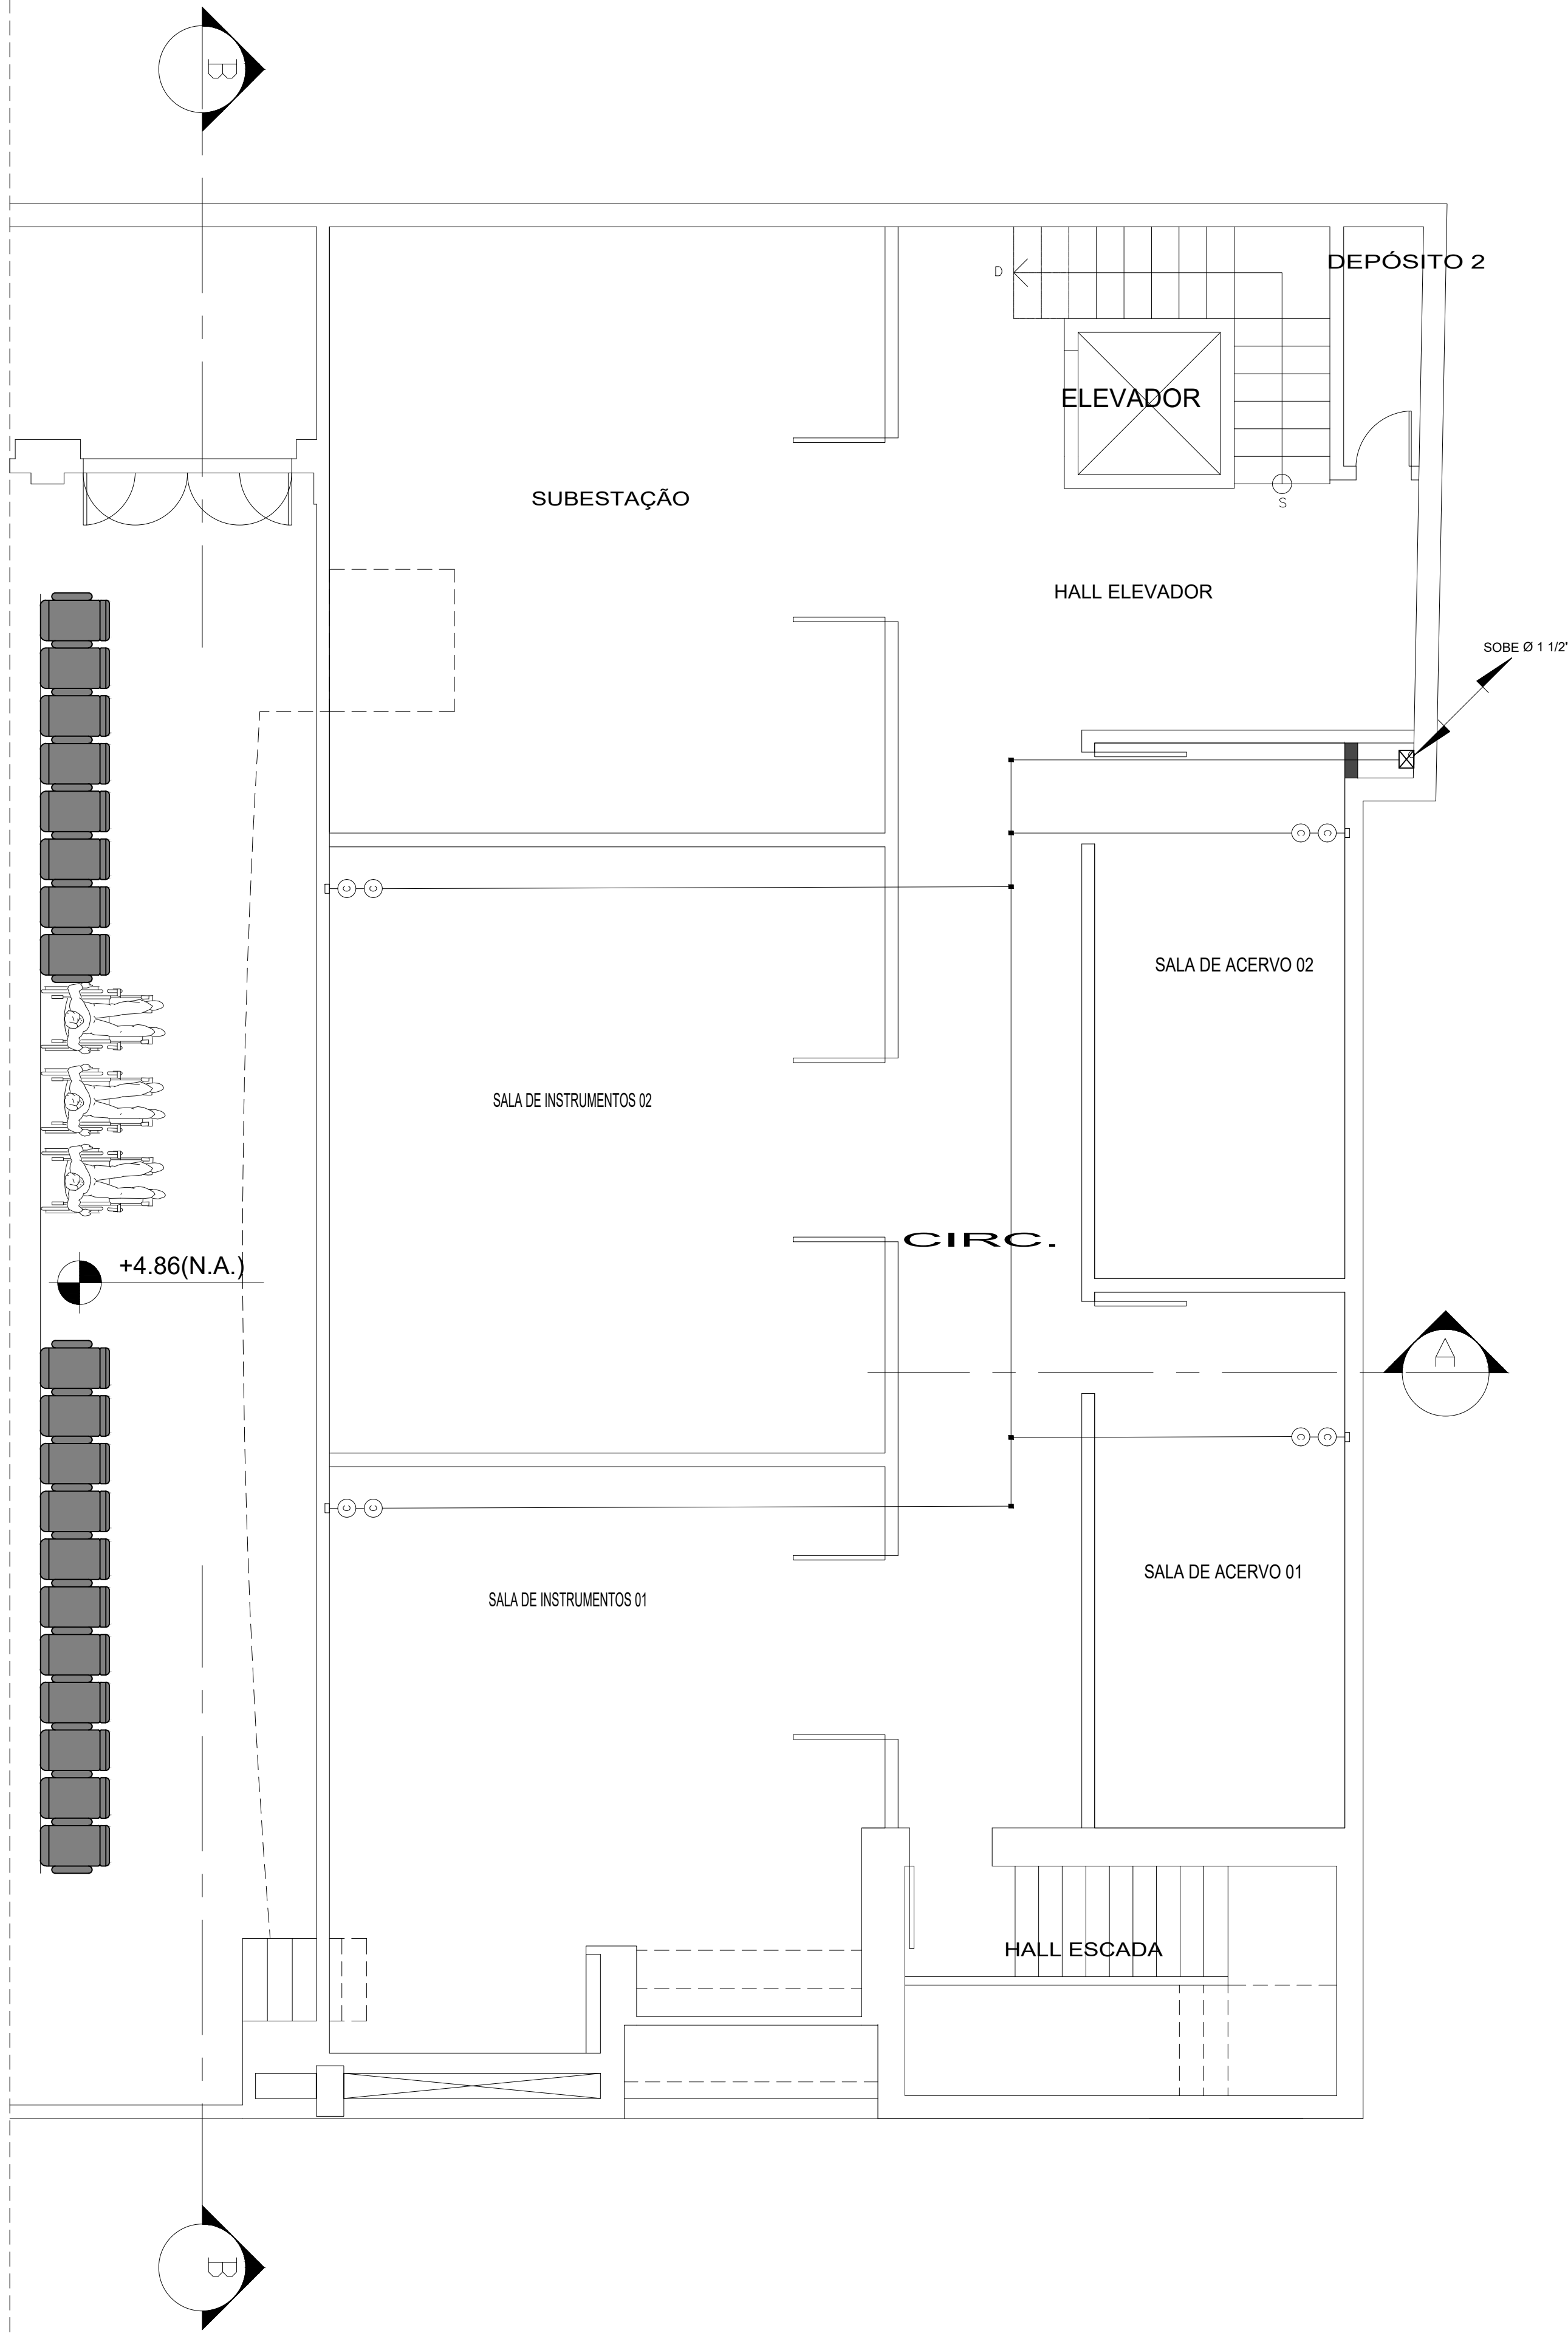 B
DEPÓSITO 2
D
ELEVADOR
SUBESTAÇÃO
S
HALL ELEVADOR
SOBE Ø 1 1/2"
C C
C C
SALA DE ACERVO 02
SALA DE INSTRUMENTOS 02
CIRC.
+4.86(N.A.)
A
C C
C C
SALA DE ACERVO 01
SALA DE INSTRUMENTOS 01
HALL ESCADA
B